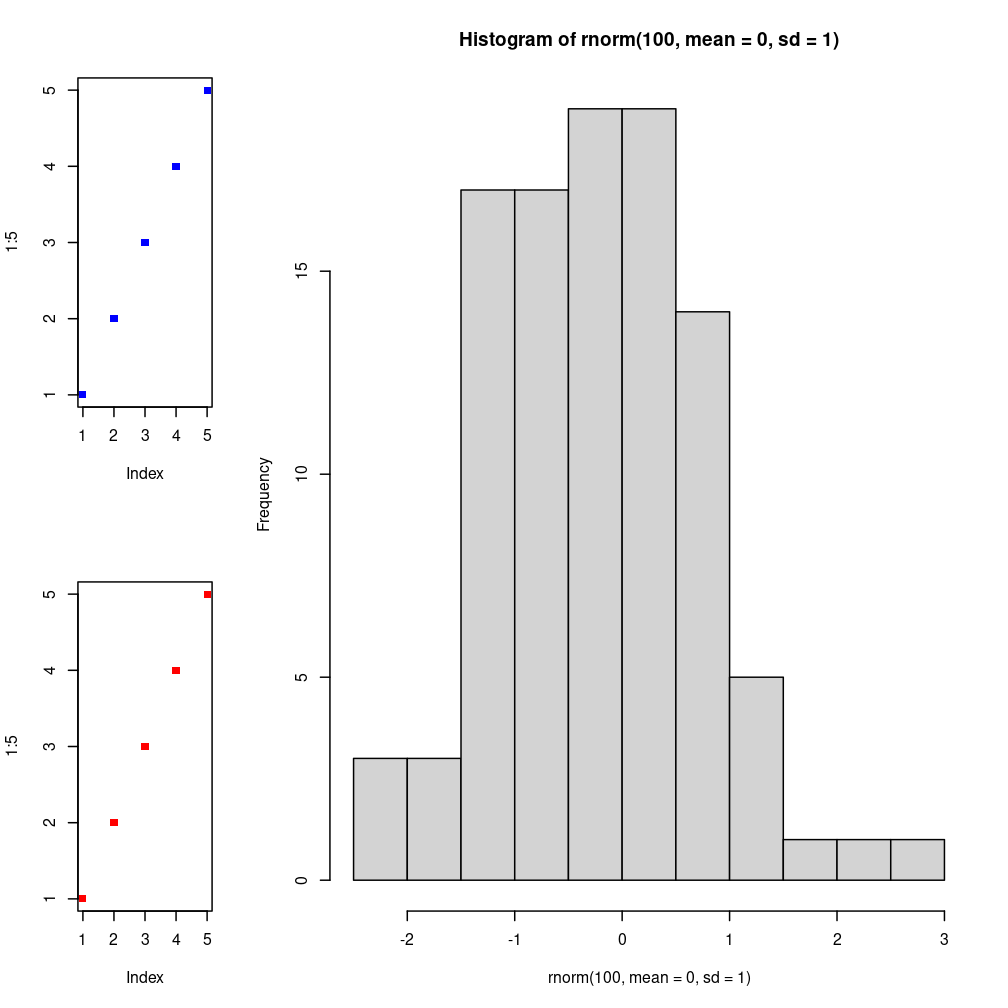 Histogram of rnorm(100, mean = 0, sd = 1)
5
4
3
2
1
1:5
1 2 3 4 5
Index
5
4
3
2
1
1:5
1 2 3 4 5
Index
15
10
5
0
Frequency
-2 -1 0 1 2 3
rnorm(100, mean = 0, sd = 1)